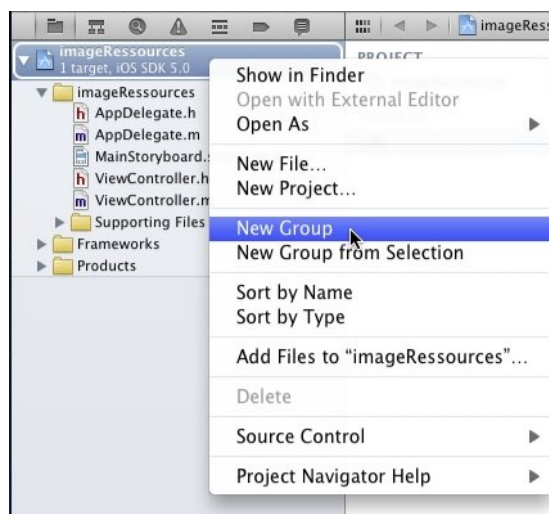 imageRess
imageRessources
1 target, iOS SDK 5.0
PROJECT
imageRessources
h AppDelegate.h
m AppDelegate.m
MainStoryboard.
h ViewController.h
m ViewController.m
Supporting Files
Frameworks
Products
Show in Finder
Open with External Editor
Open As
New File...
New Project...
New Group
New Group from Selection
Sort by Name
Sort by Type
Add Files to “imageRessources”...
Delete
Source Control
Project Navigator Help